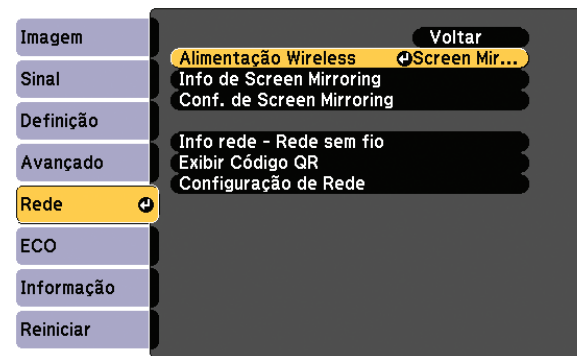 Imagem
Sinal
Definição
Avançado
Rede
ECO
Informação
Reiniciar
Voltar
Alimentação Wireless Screen Mir...
Info de Screen Mirroring
Conf. de Screen Mirroring
Info rede - Rede sem fio
Exibir Código QR
Configuração de Rede